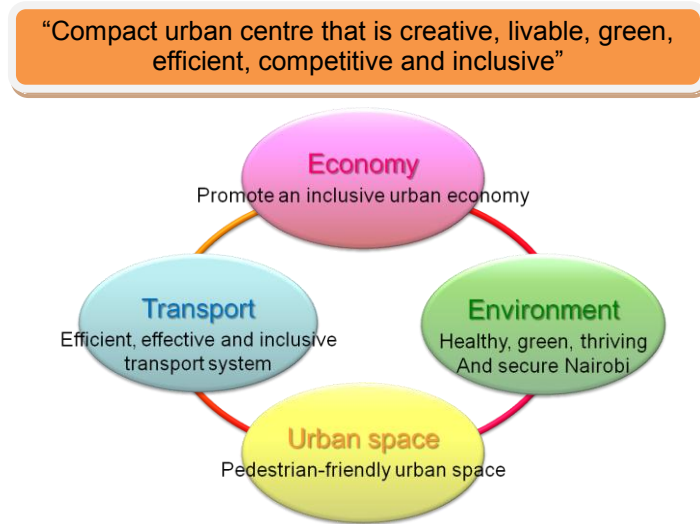 “Compact urban centre that is creative, livable, green,
efficient, competitive and inclusive”
Economy
Promote an inclusive urban economy
Transport
Efficient, effective and inclusive
transport system
Environment
Healthy, green, thriving
And secure Nairobi
Urban space
Pedestrian-friendly urban space